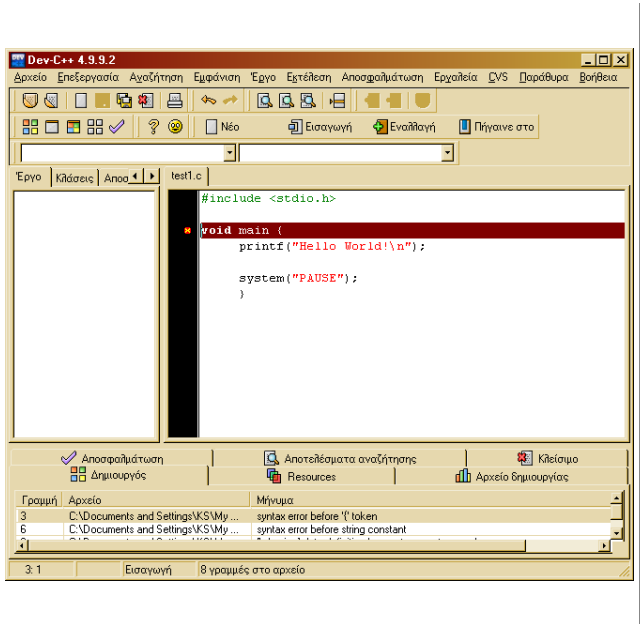 Dev-C++ 4.9.9.2
Αρχείο Επεξεργασία Αναζήτηση Εμφάνιση Έργο Εκτέλεση Αποσφαλμάτωση Εργαλεία CVS Παράθυρα Βοήθεια
Νέο Εισαγωγή Εναλλαγή Πήγαινε στο
Έργο Κλάσεις Αποσ test1.c
#include <stdio.h>
void main {
printf("Hello World!\n");
system("PAUSE");
}
Αποσφαλμάτωση Αποτελέσματα αναζήτησης Κλείσιμο
Δημιουργός Resources Αρχείο δημιουργίας
Γραμμή Αρχείο Μήνυμα
3 C:\Documents and Settings\KS\My ... syntax error before '{' token
6 C:\Documents and Settings\KS\My ... syntax error before string constant
3: 1 Εισαγωγή 8 γραμμές στο αρχείο